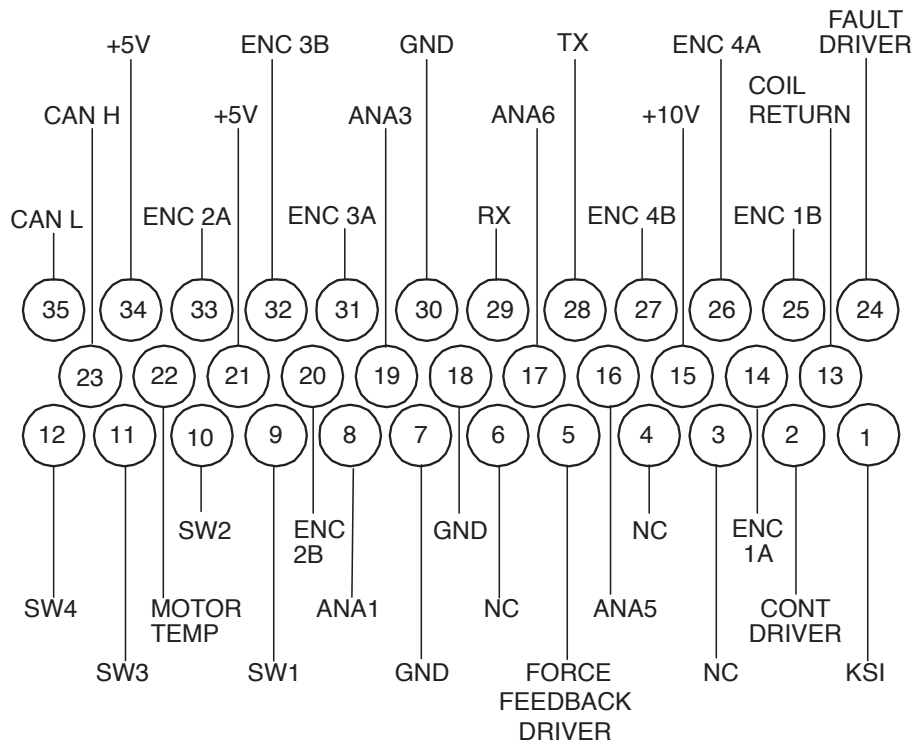 FAULT
DRIVER
+5V
ENC 3B
GND
TX
ENC 4A
COIL
RETURN
CAN H
+5V
ANA3
ANA6
+10V
CAN L
ENC 2A
ENC 3A
RX
ENC 4B
ENC 1B
35 34 33 32 31 30 29 28 27 26 25 24
23 22 21 20 19 18 17 16 15 14 13
12 11 10 9 8 7 6 5 4 3 2 1
SW2
ENC
2B
GND
NC
ENC
1A
SW4
MOTOR
TEMP
ANA1
NC
ANA5
CONT
DRIVER
SW3
SW1
GND
FORCE
FEEDBACK
DRIVER
NC
KSI